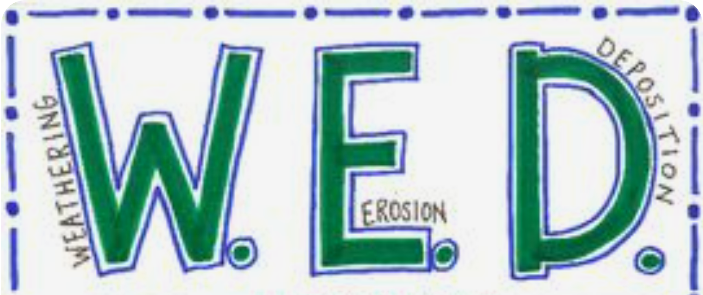 W. E. D.
WEATHERING
EROSION
DEPOSITION